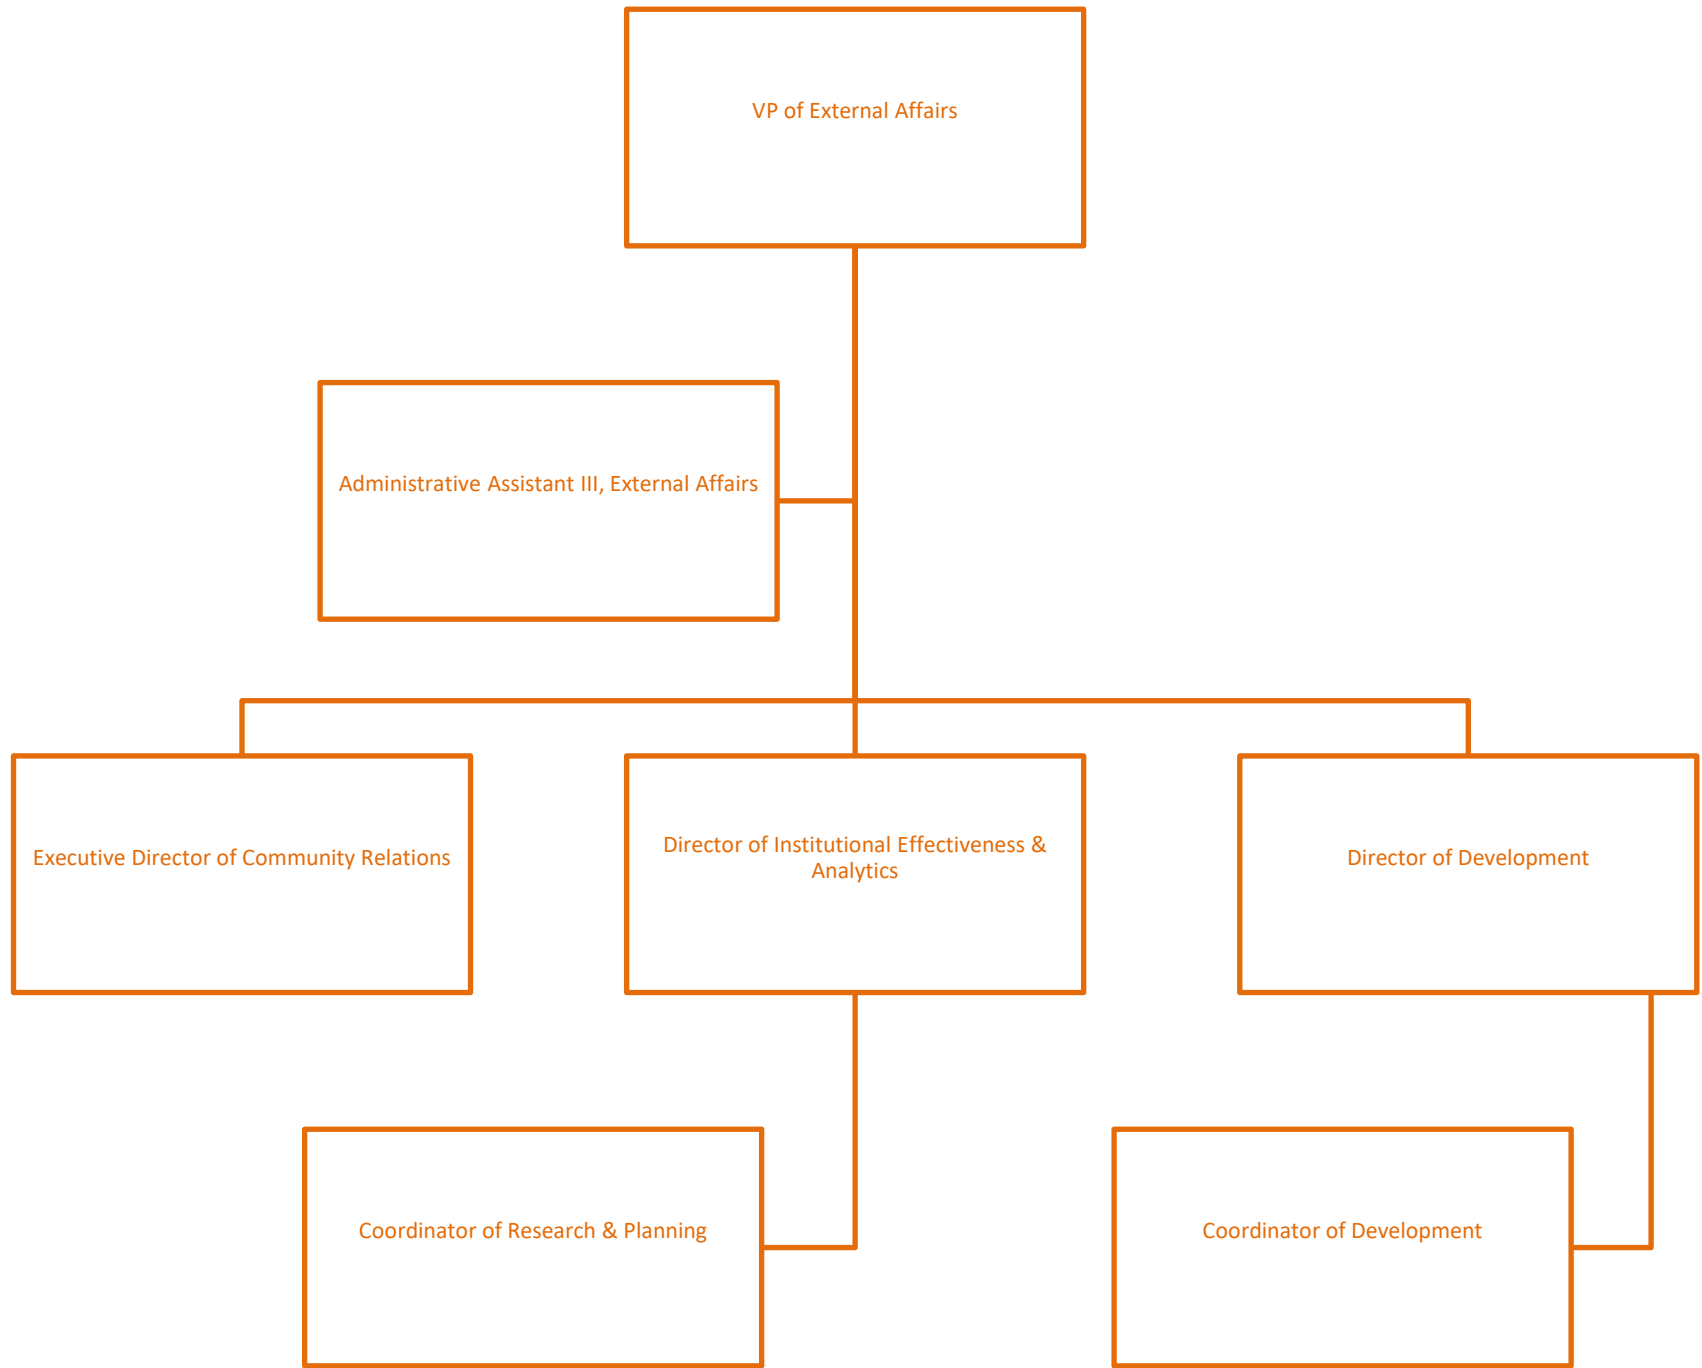 VP of External Affairs
Administrative Assistant III, External Affairs
Executive Director of Community Relations
Director of Institutional Effectiveness &
Analytics
Director of Development
Coordinator of Research & Planning
Coordinator of Development